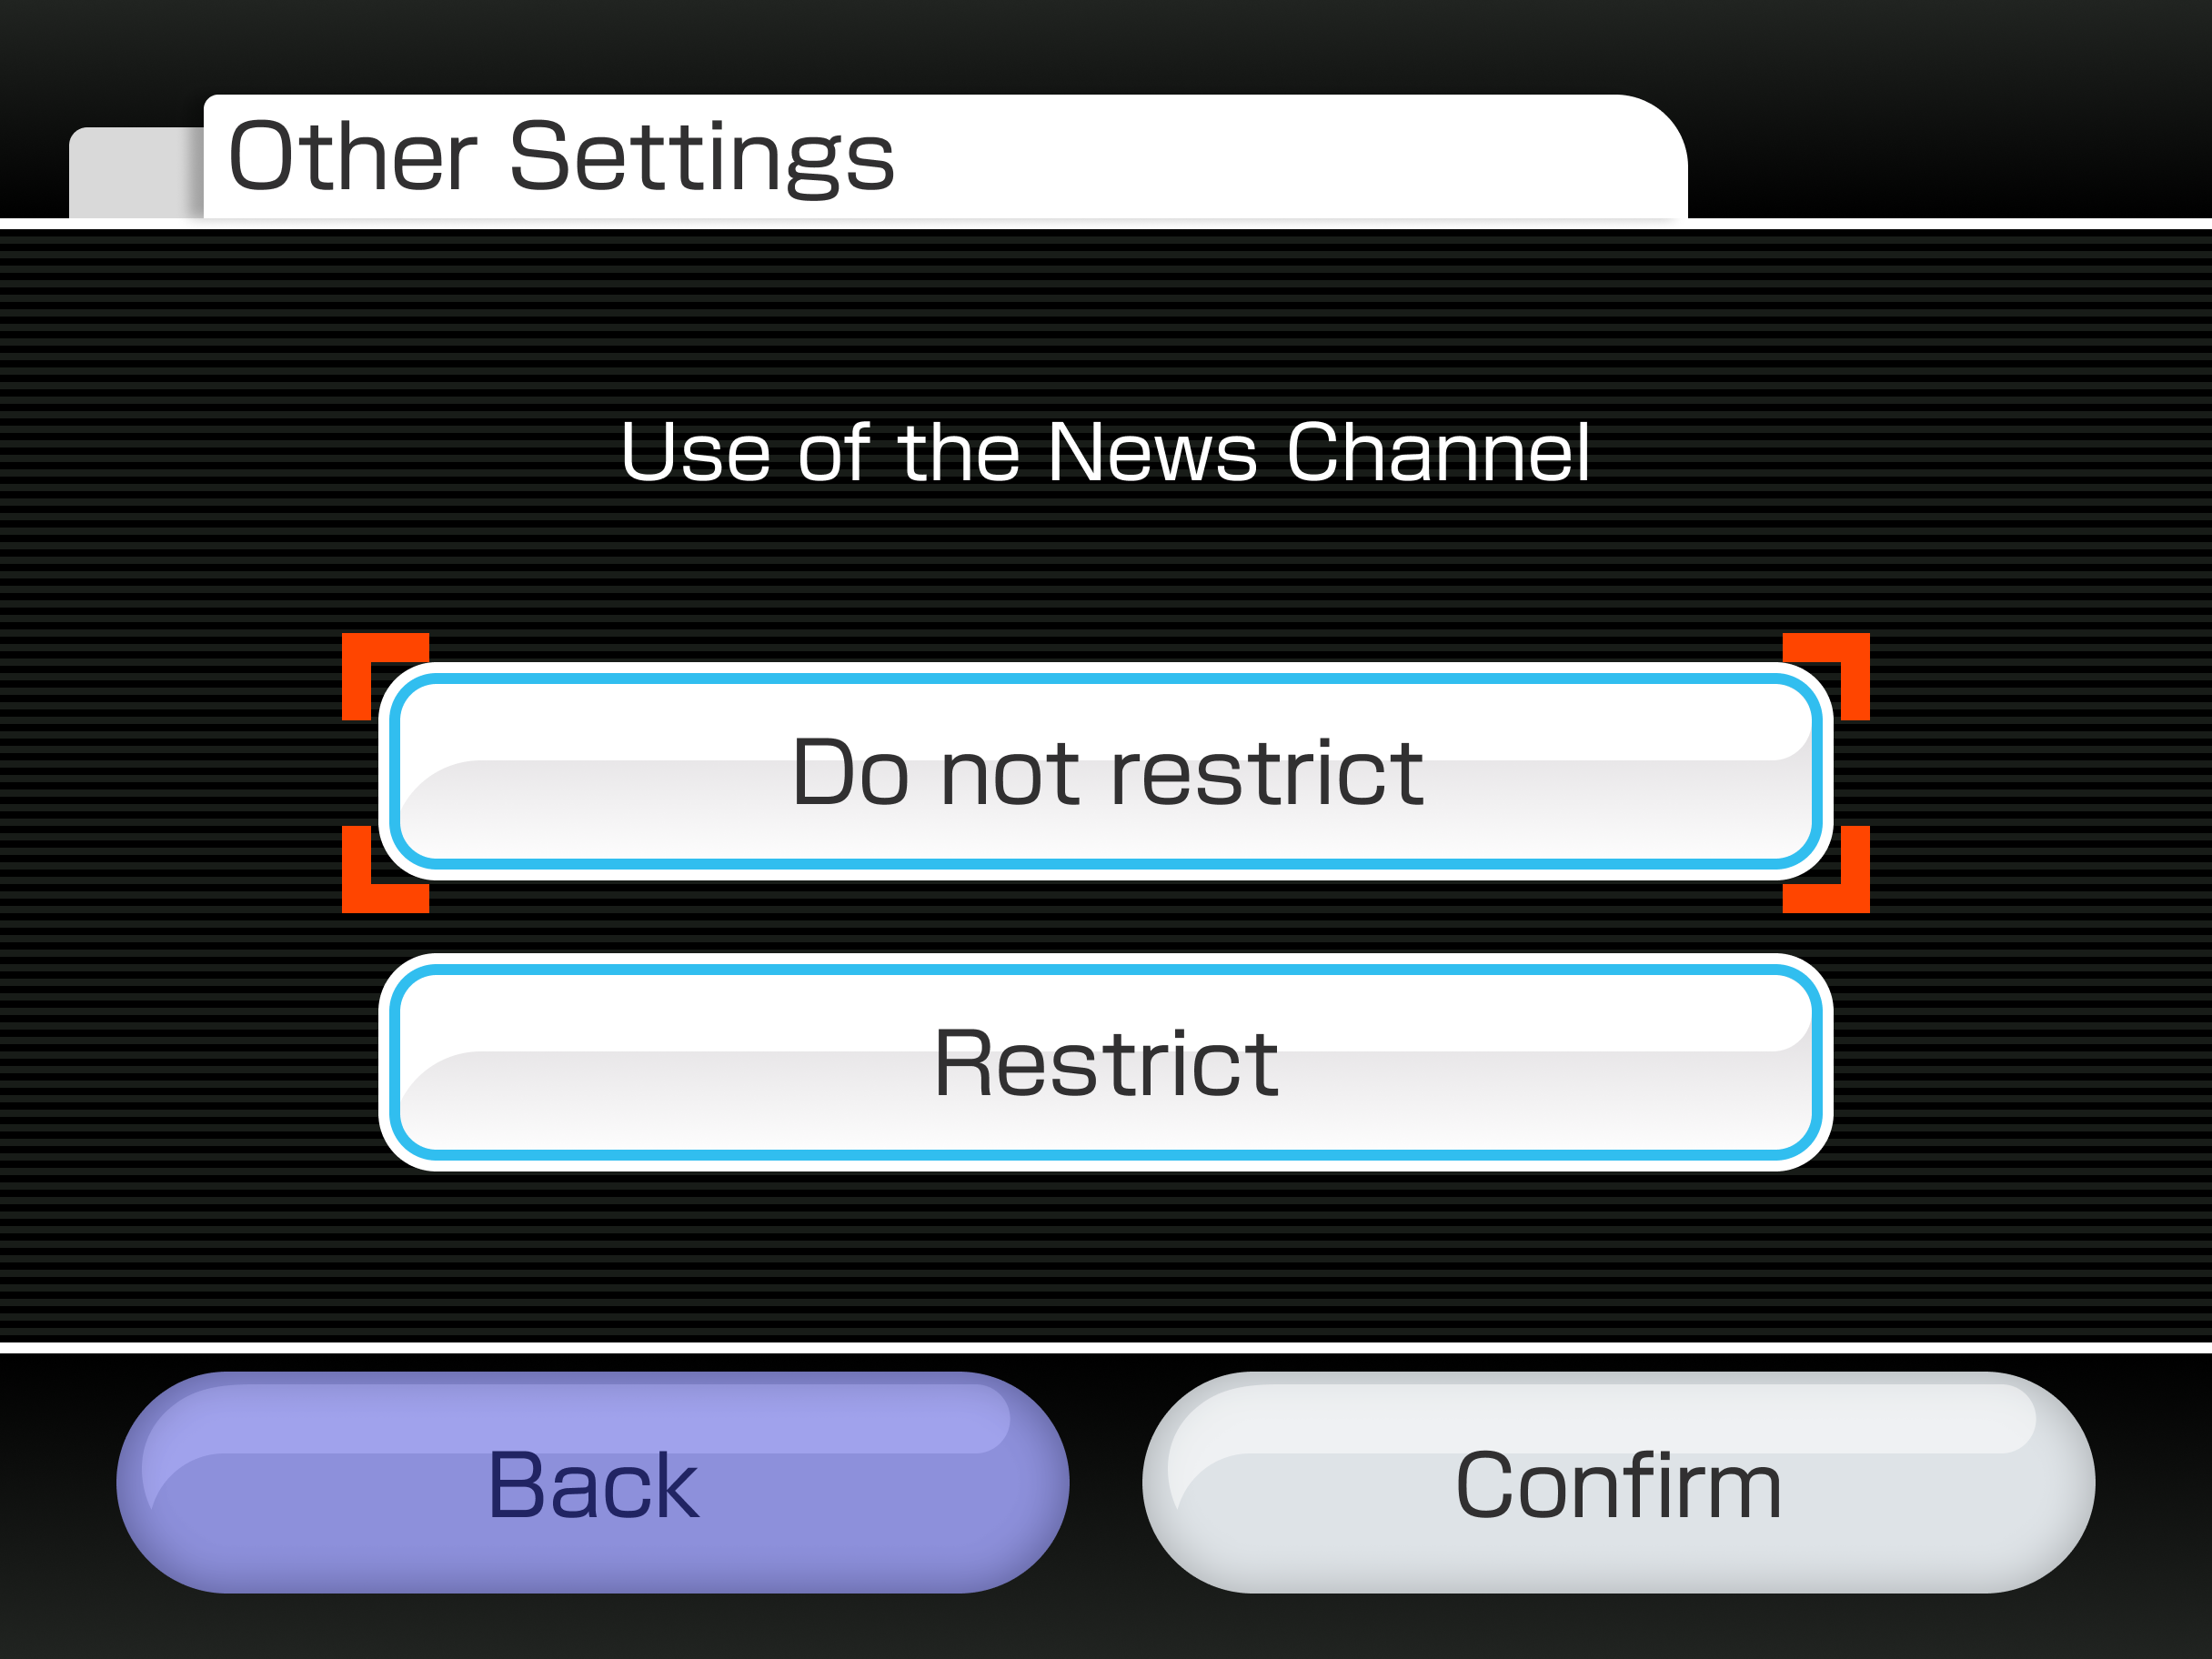 Other Settings
Use of the News Channel
Do not restrict
Restrict
Back
Confirm